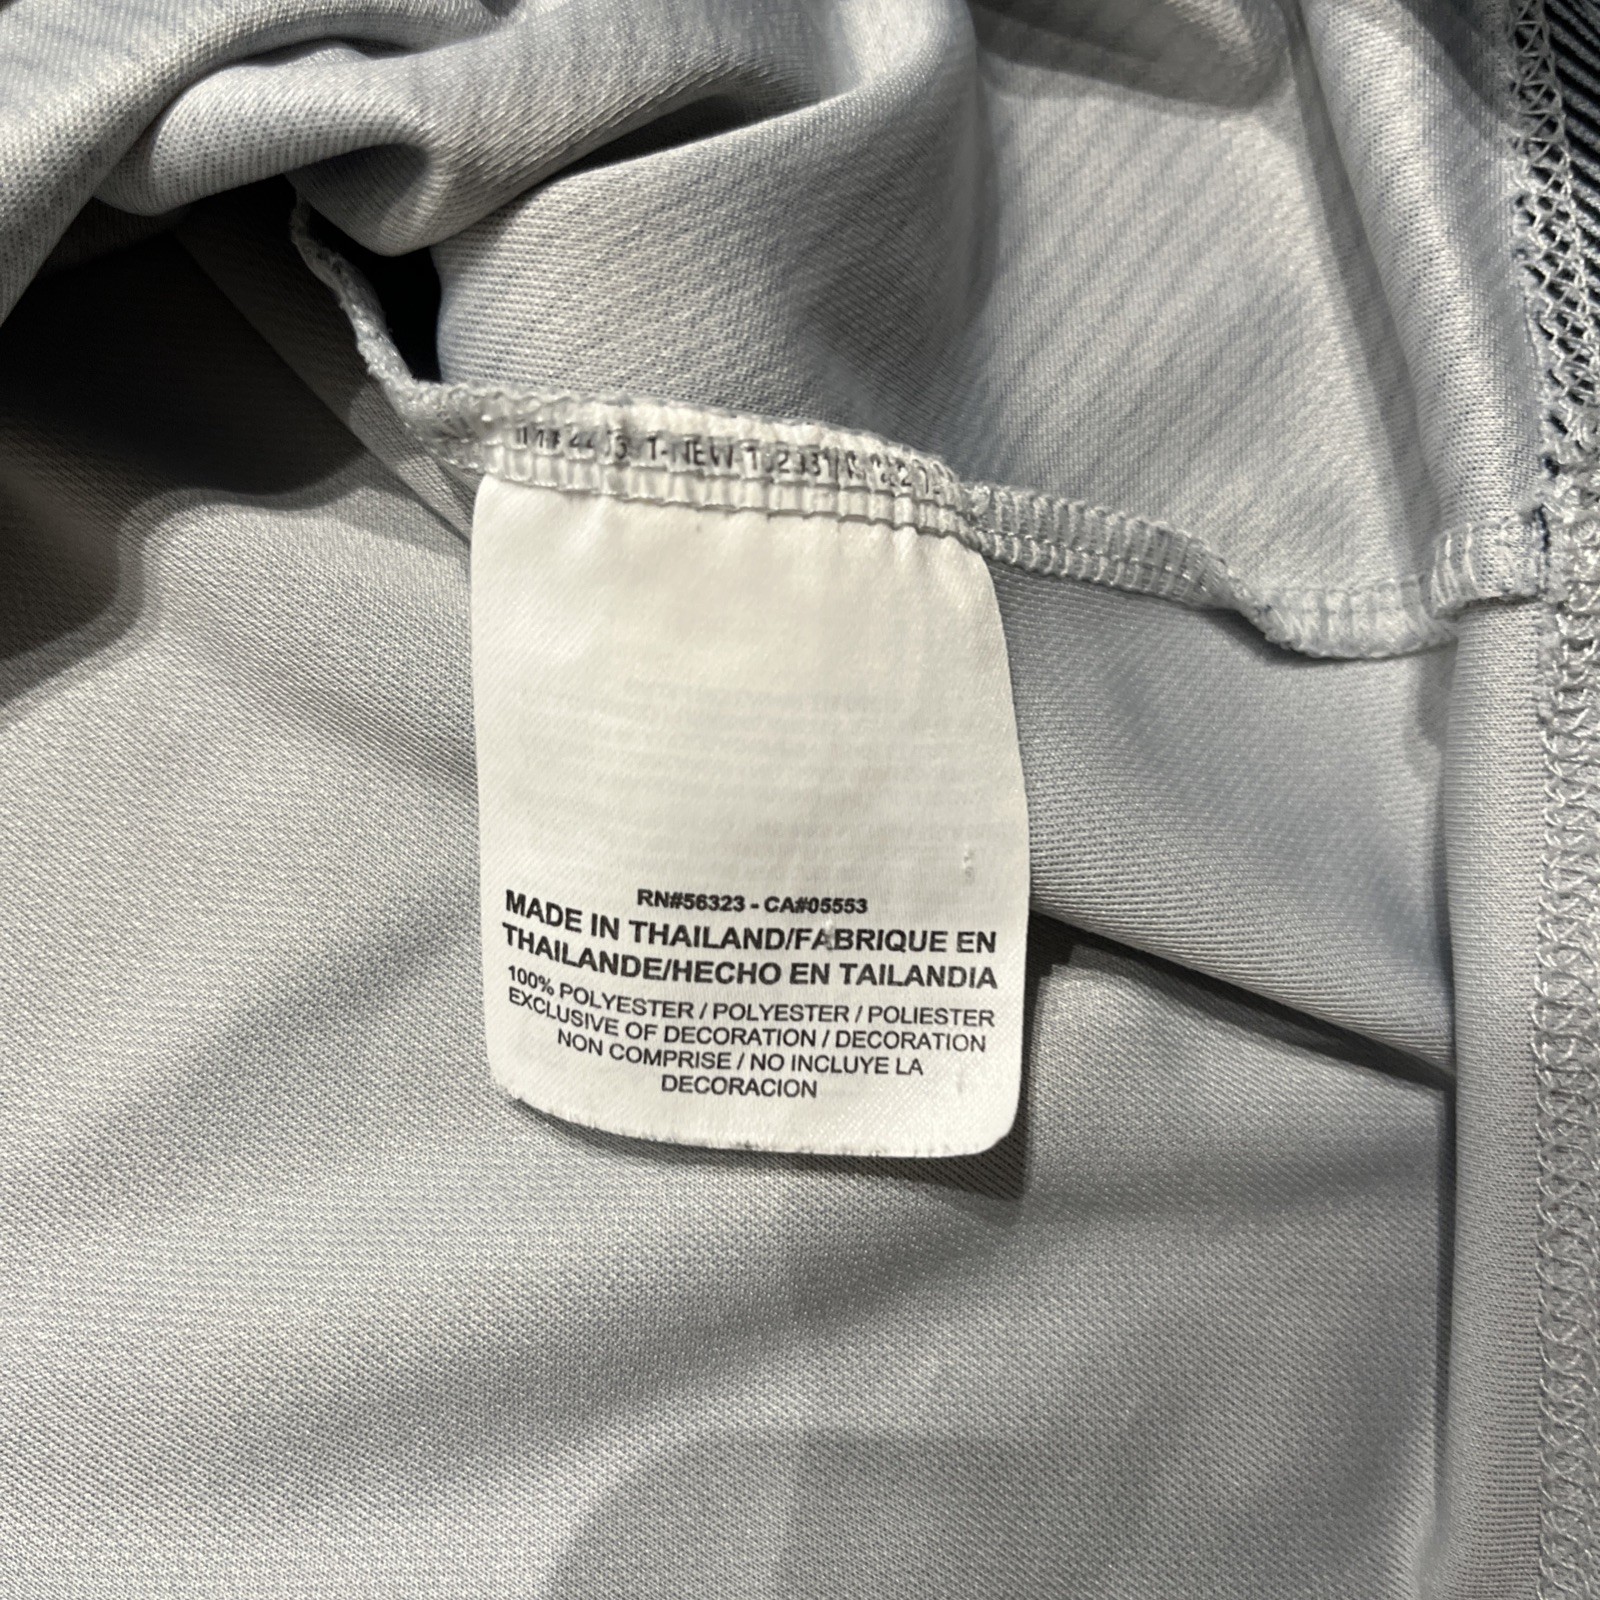 RN#56323 - CA#05553
MADE IN THAILAND/FABRIQUE EN
THAILANDE/HECHO EN TAILANDIA
100% POLYESTER / POLYESTER / POLIESTER
EXCLUSIVE OF DECORATION / DECORATION
NON COMPRISE / NO INCLUYE LA
DECORACION